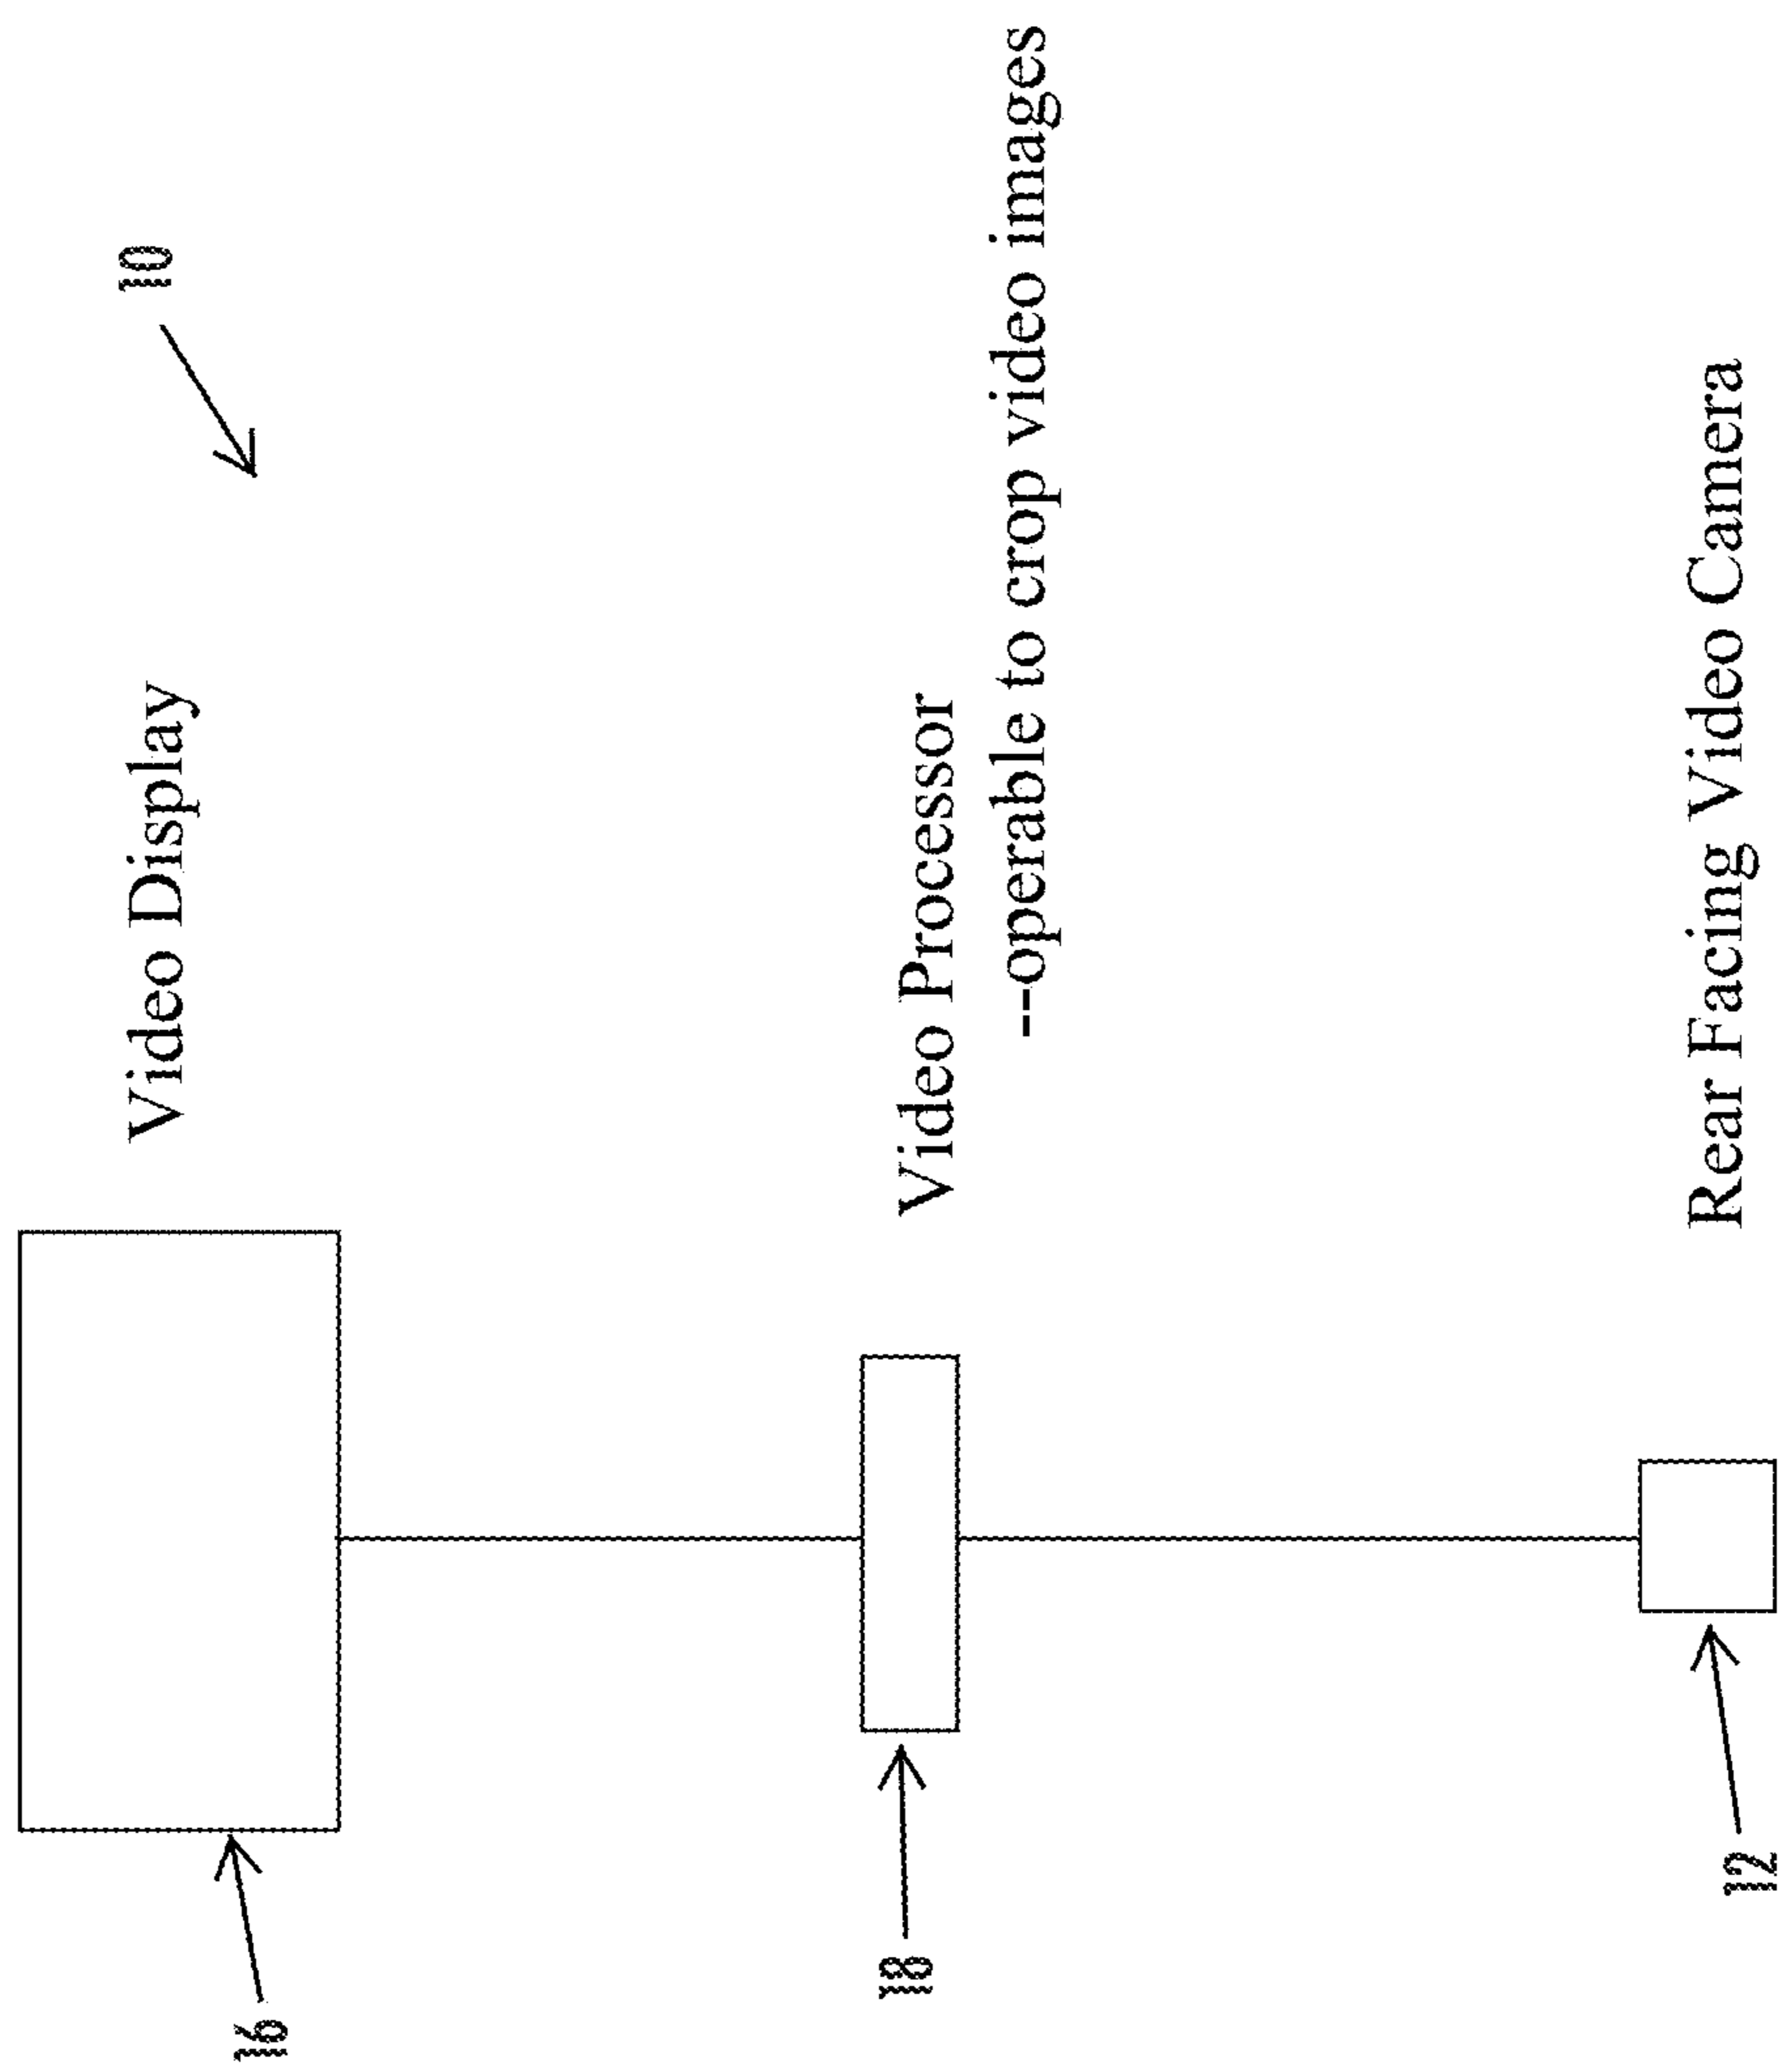 Video Display
10
16
Video Processor
18
--operable to crop video images
Rear Facing Video Camera
12